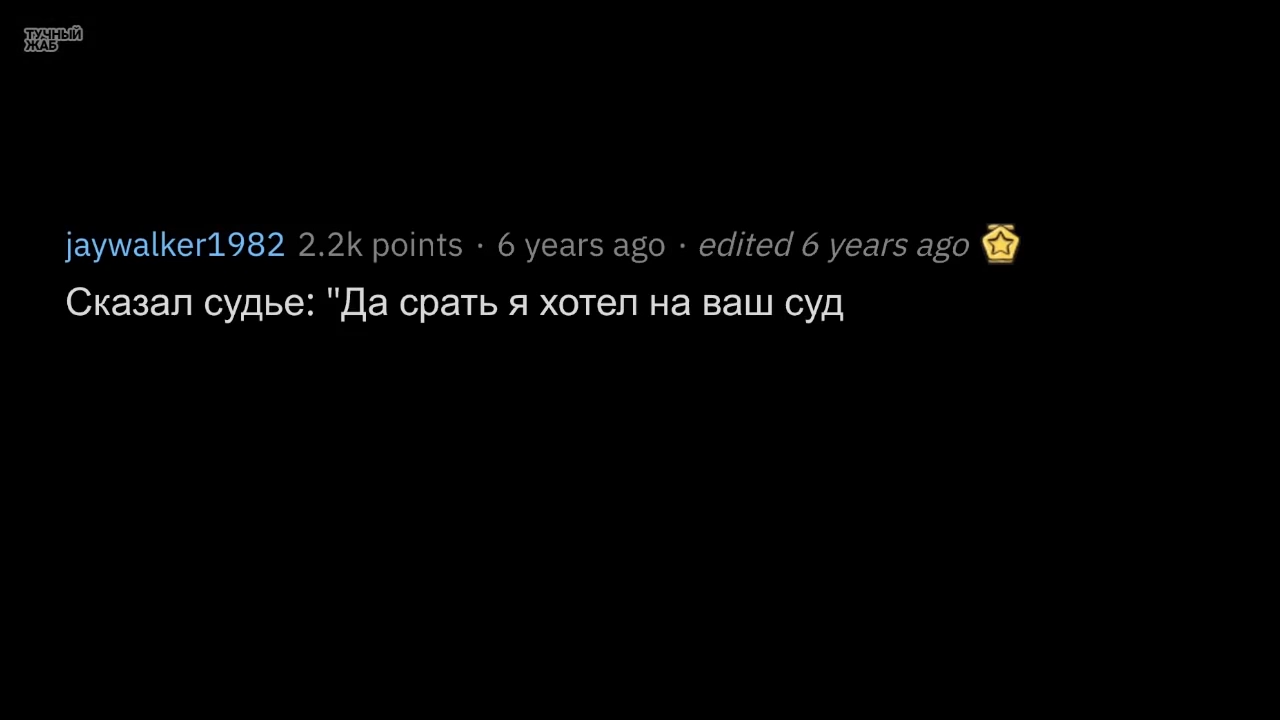 ТУЧНЫЙ
ЖАБ
jaywalker1982 2.2k points · 6 years ago · edited 6 years ago
Сказал судье: "Да срать я хотел на ваш суд